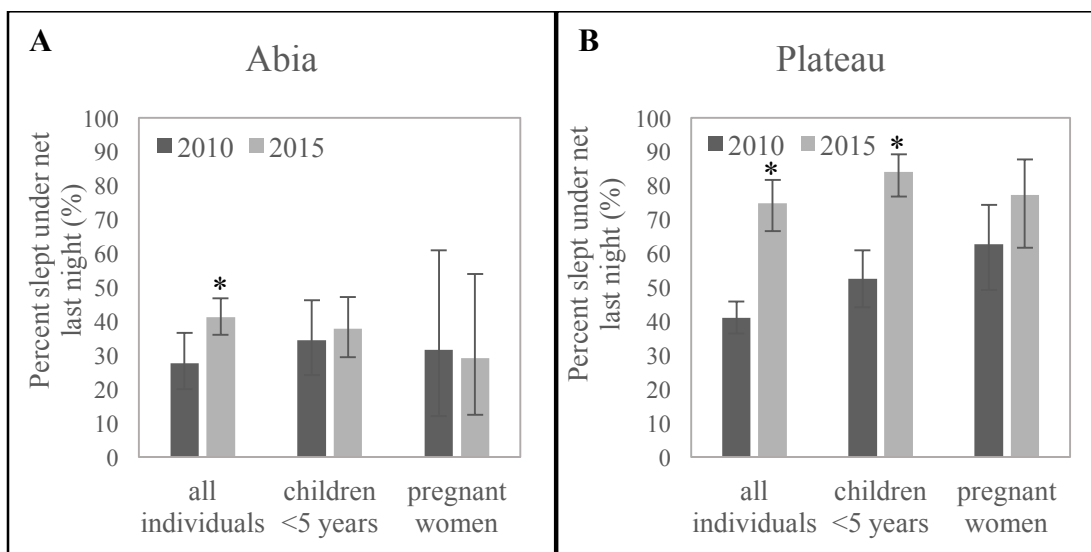 A
Abia
Percent slept under net
last night (%)
100
90
80
70
60
50
40
30
20
10
0
2010 2015
*
all
individuals
children
<5 years
pregnant
women
B
Plateau
Percent slept under net
last night (%)
100
90
80
70
60
50
40
30
20
10
0
2010 2015
*
*
all
individuals
children
<5 years
pregnant
women